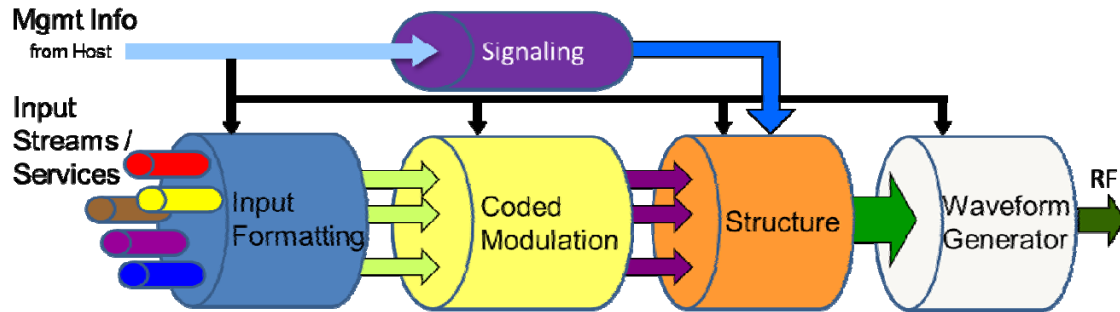 Mgmt Info
from Host
Signaling
Input
Streams /
Services
Input
Formatting
Coded
Modulation
Structure
Waveform
Generator
RF